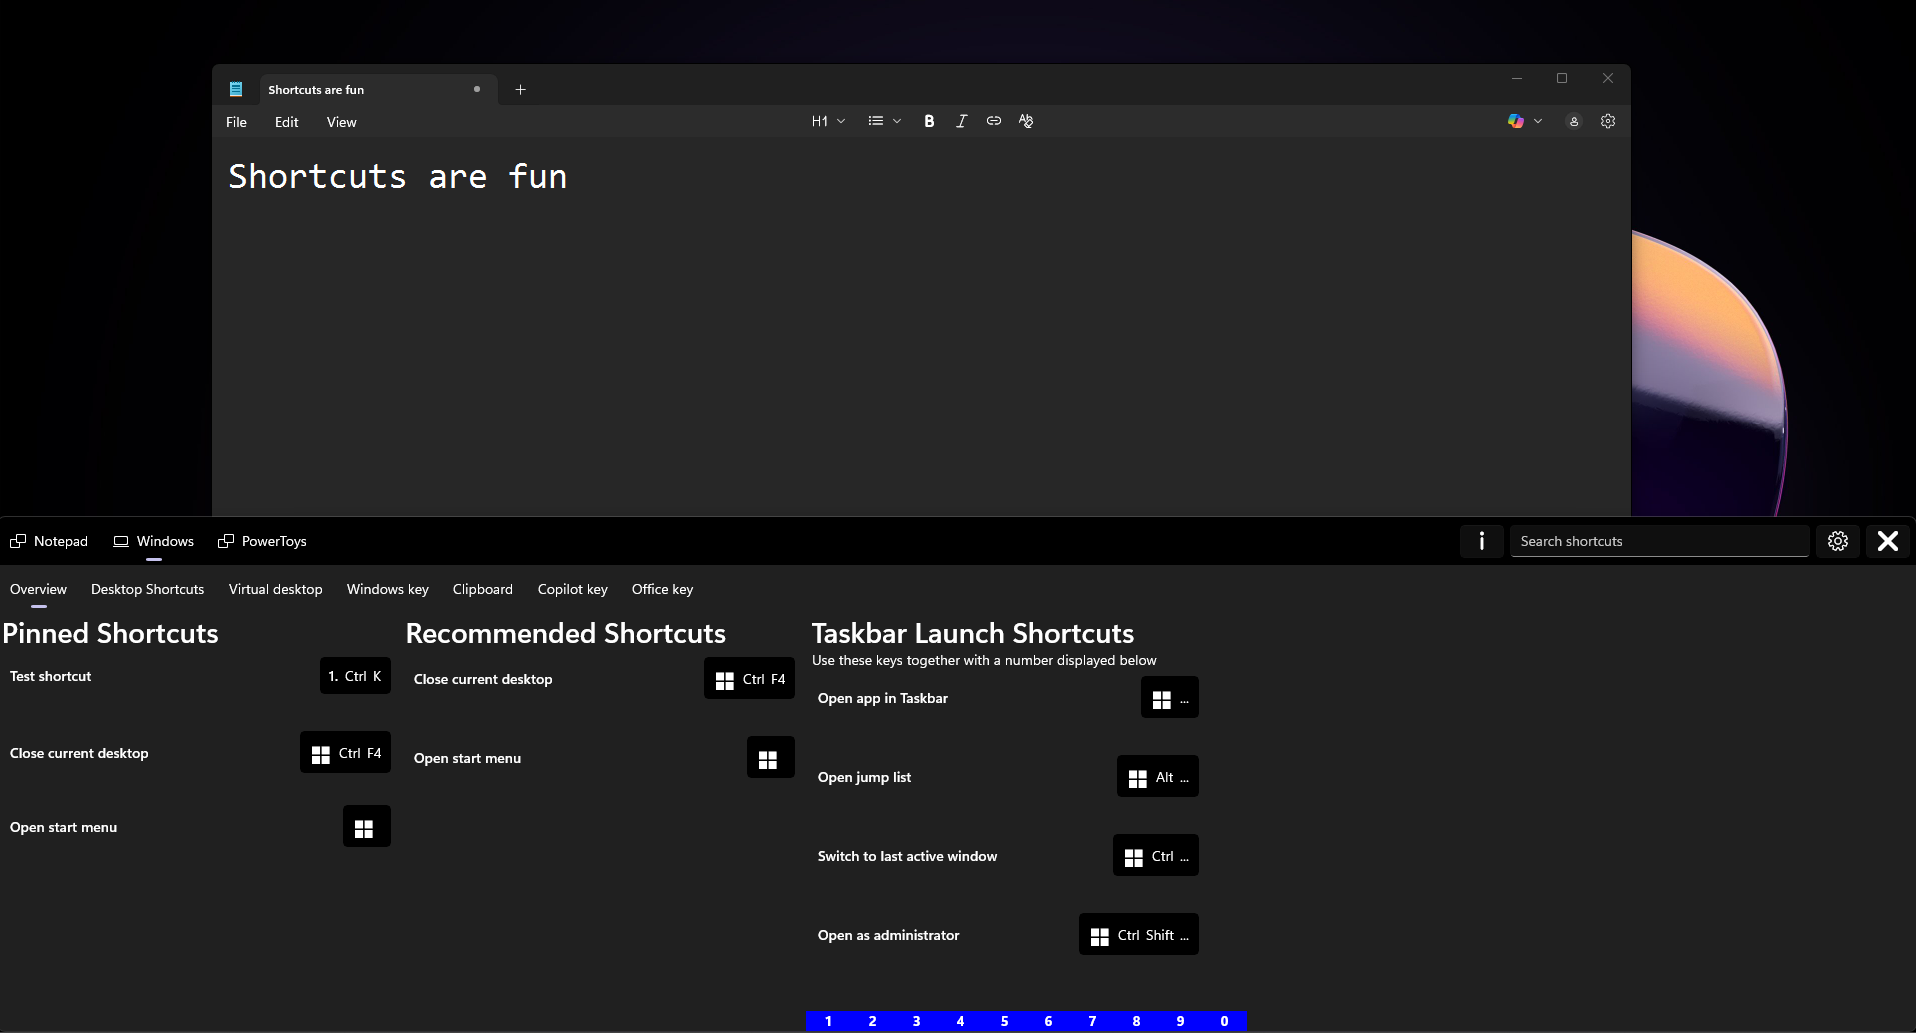 Shortcuts are fun
File Edit View H1 B I
Shortcuts are fun
Notepad Windows PowerToys Search shortcuts
Overview Desktop Shortcuts Virtual desktop Windows key Clipboard Copilot key Office key
Pinned Shortcuts
Test shortcut 1. Ctrl K
Close current desktop Ctrl F4
Open start menu
Recommended Shortcuts
Close current desktop Ctrl F4
Open start menu
Taskbar Launch Shortcuts
Use these keys together with a number displayed below
Open app in Taskbar ...
Open jump list Alt ...
Switch to last active window Ctrl ...
Open as administrator Ctrl Shift ...
1 2 3 4 5 6 7 8 9 0